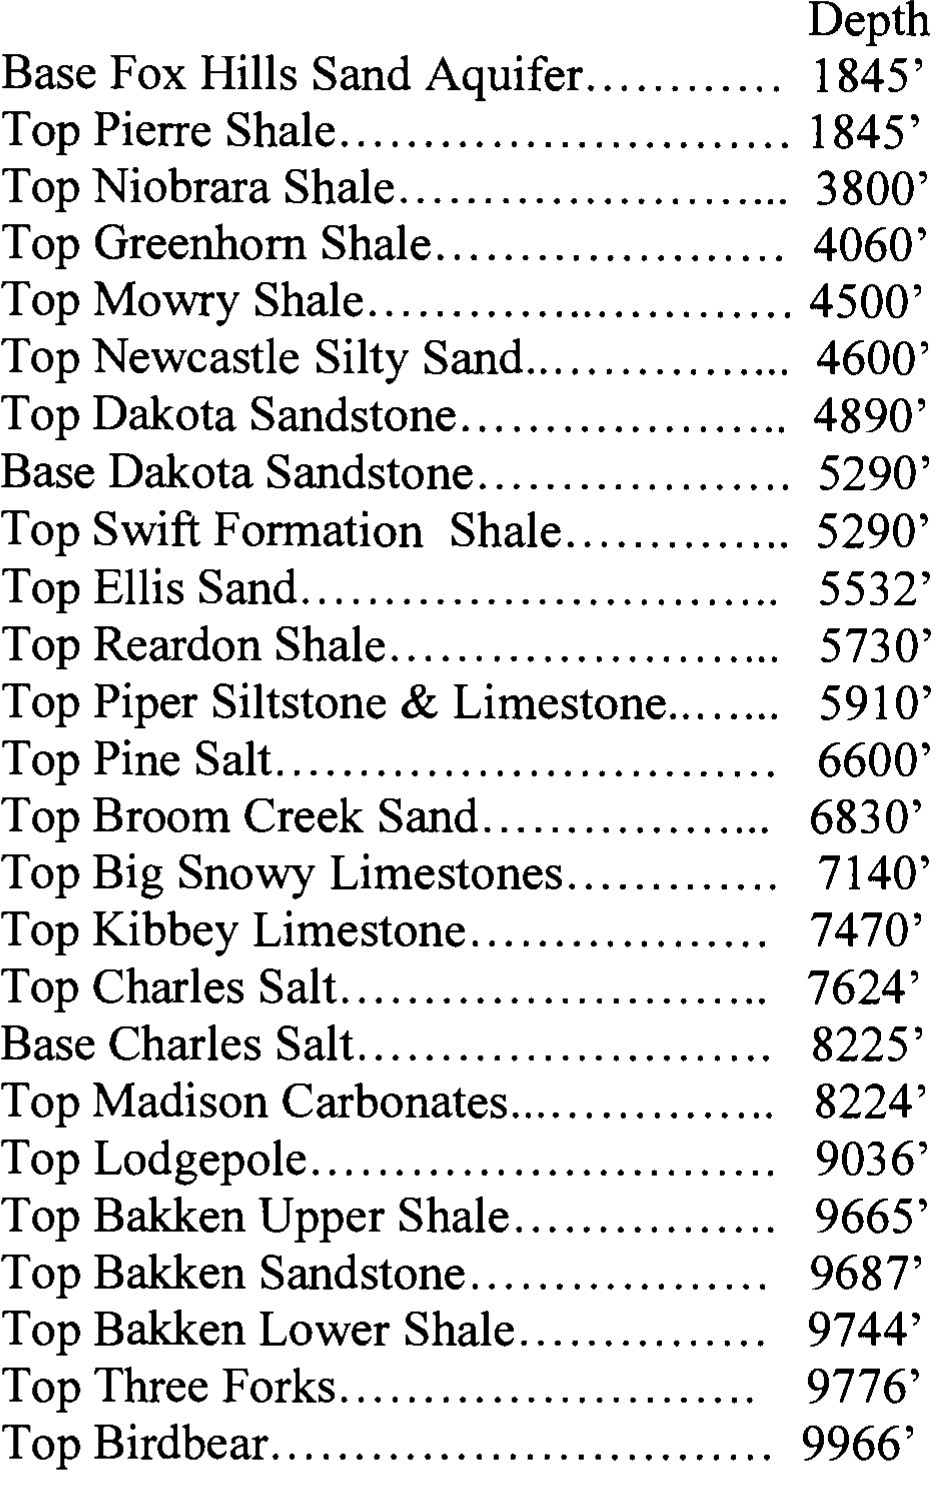 Depth
Base Fox Hills Sand Aquifer............ 1845’
Top Pierre Shale........................... 1845’
Top Niobrara Shale........................ 3800’
Top Greenhorn Shale..................... 4060’
Top Mowry Shale.......................... 4500’
Top Newcastle Silty Sand................ 4600’
Top Dakota Sandstone.................... 4890’
Base Dakota Sandstone................... 5290’
Top Swift Formation Shale.............. 5290’
Top Ellis Sand............................. 5532’
Top Reardon Shale........................ 5730’
Top Piper Siltstone & Limestone........ 5910’
Top Pine Salt.............................. 6600’
Top Broom Creek Sand.................. 6830’
Top Big Snowy Limestones............. 7140’
Top Kibbey Limestone.................. 7470’
Top Charles Salt.......................... 7624’
Base Charles Salt......................... 8225’
Top Madison Carbonates................ 8224’
Top Lodgepole............................ 9036’
Top Bakken Upper Shale................ 9665’
Top Bakken Sandstone.................. 9687’
Top Bakken Lower Shale............... 9744’
Top Three Forks......................... 9776’
Top Birdbear.............................. 9966’